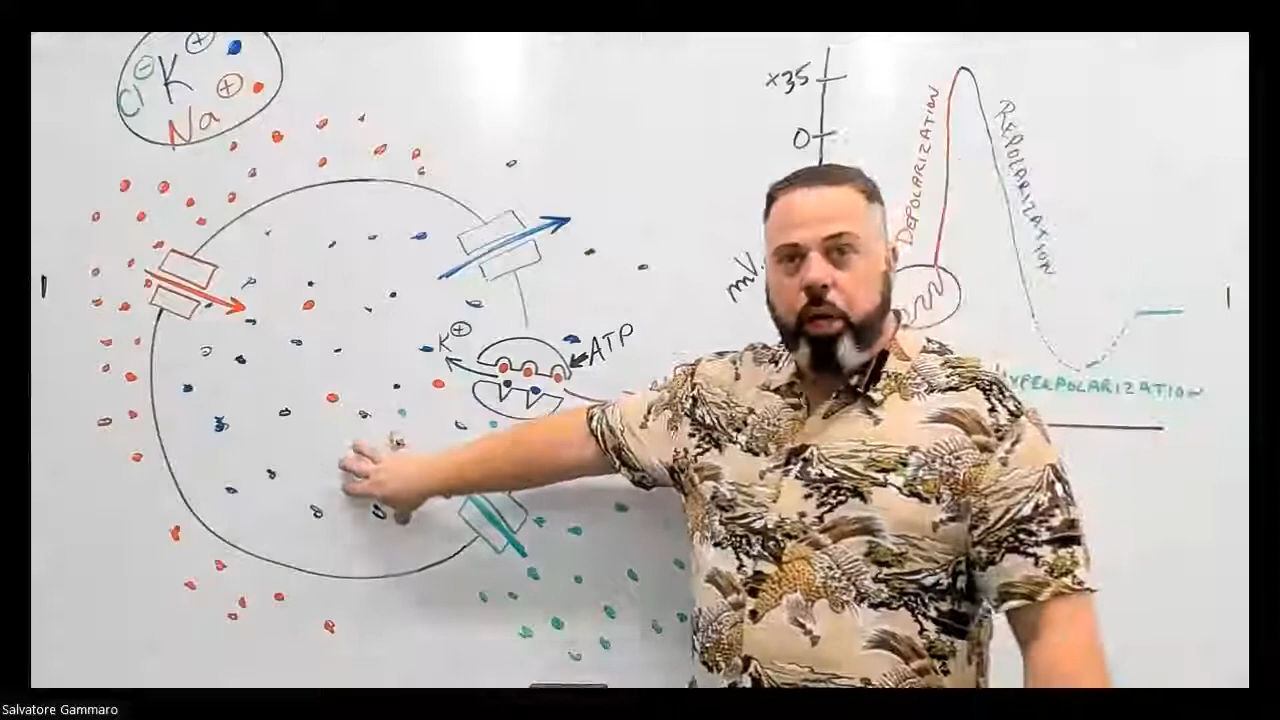 K +
Cl -
Na +
K +
ATP
+35
0
mV.
DEPOLARIZATION
REPOLARIZATION
HYPERPOLARIZATION
Salvatore Gammaro